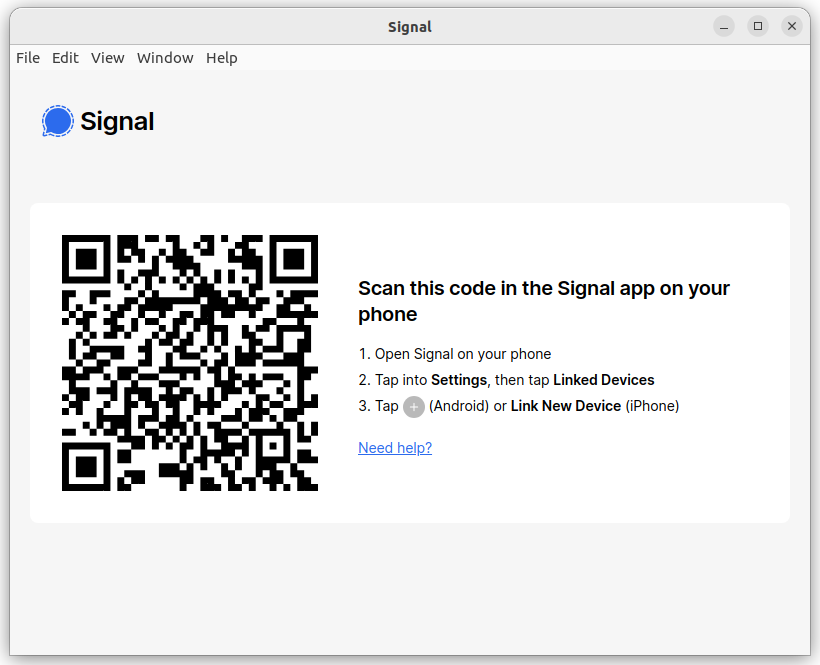 Signal
File Edit View Window Help
Signal
Scan this code in the Signal app on your
phone
1. Open Signal on your phone
2. Tap into Settings, then tap Linked Devices
3. Tap + (Android) or Link New Device (iPhone)
Need help?